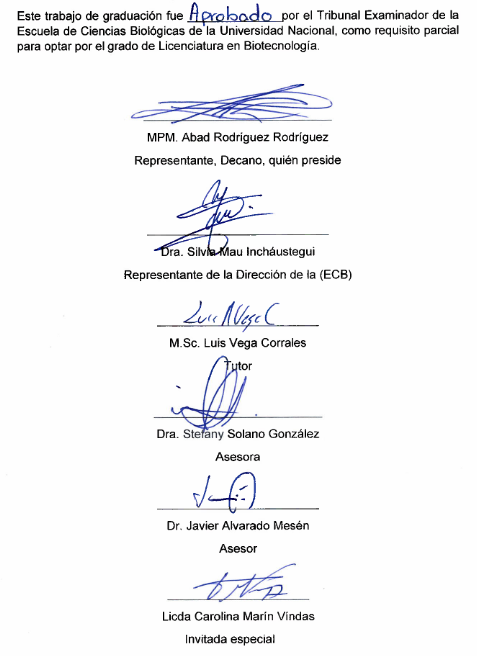 Este trabajo de graduación fue Aprobado por el Tribunal Examinador de la
Escuela de Ciencias Biológicas de la Universidad Nacional, como requisito parcial
para optar por el grado de Licenciatura en Biotecnología.
MPM. Abad Rodríguez Rodríguez
Representante, Decano, quién preside
Dra. Silvia Mau Incháustegui
Representante de la Dirección de la (ECB)
Luis A Vega C
M.Sc. Luis Vega Corrales
Tutor
Dra. Stefany Solano González
Asesora
Dr. Javier Alvarado Mesén
Asesor
Licda Carolina Marín Vindas
Invitada especial